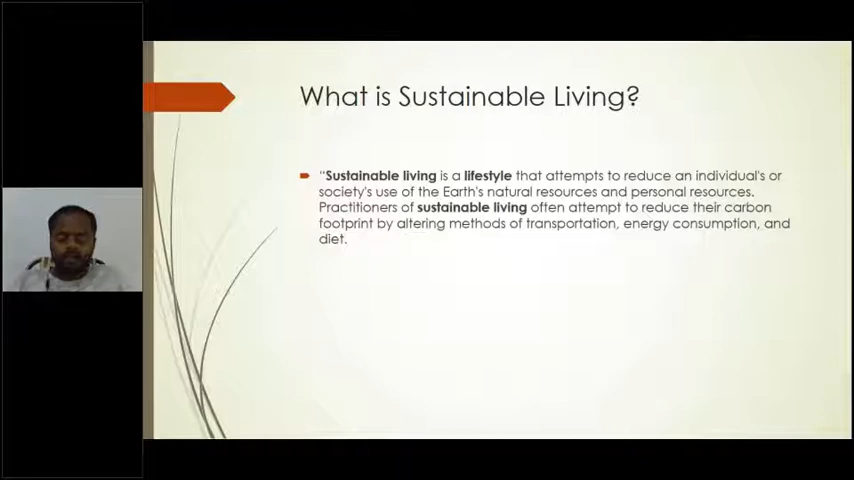 What is Sustainable Living?
"Sustainable living is a lifestyle that attempts to reduce an individual's or
society's use of the Earth's natural resources and personal resources.
Practitioners of sustainable living often attempt to reduce their carbon
footprint by altering methods of transportation, energy consumption, and
diet.